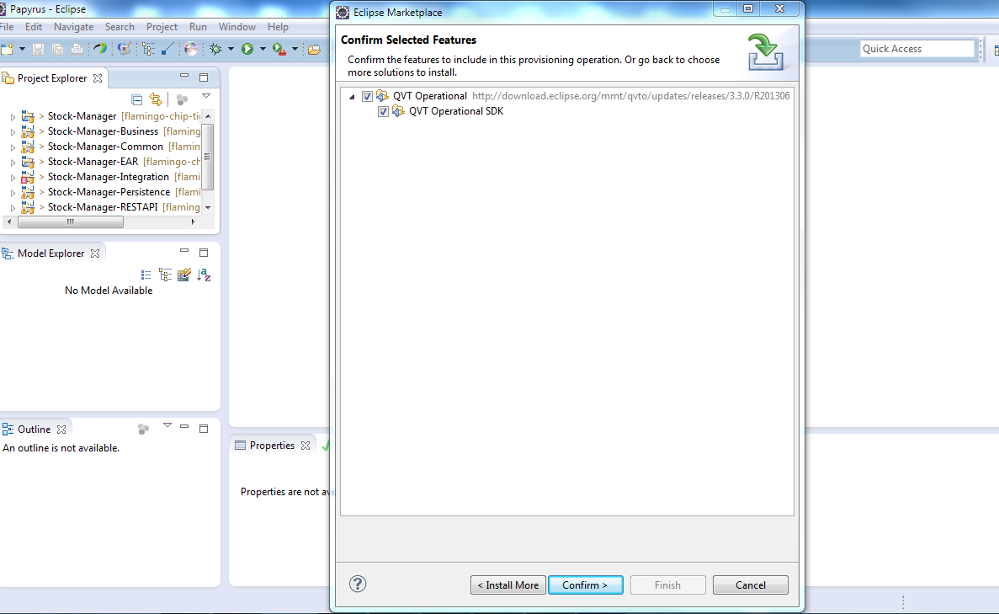 Papyrus - Eclipse
File Edit Navigate Search Project Run Window Help
Quick Access
Project Explorer
> Stock-Manager [flamingo-chip-ti
> Stock-Manager-Business [flaming
> Stock-Manager-Common [flamin
> Stock-Manager-EAR [flamingo-ch
> Stock-Manager-Integration [flami
> Stock-Manager-Persistence [flami
> Stock-Manager-RESTAPI [flaming
Model Explorer
No Model Available
Outline
An outline is not available.
Properties
Properties are not av
Eclipse Marketplace
Confirm Selected Features
Confirm the features to include in this provisioning operation. Or go back to choose
more solutions to install.
QVT Operational http://download.eclipse.org/mmt/qvto/updates/releases/3.3.0/R201306
QVT Operational SDK
< Install More Confirm > Finish Cancel